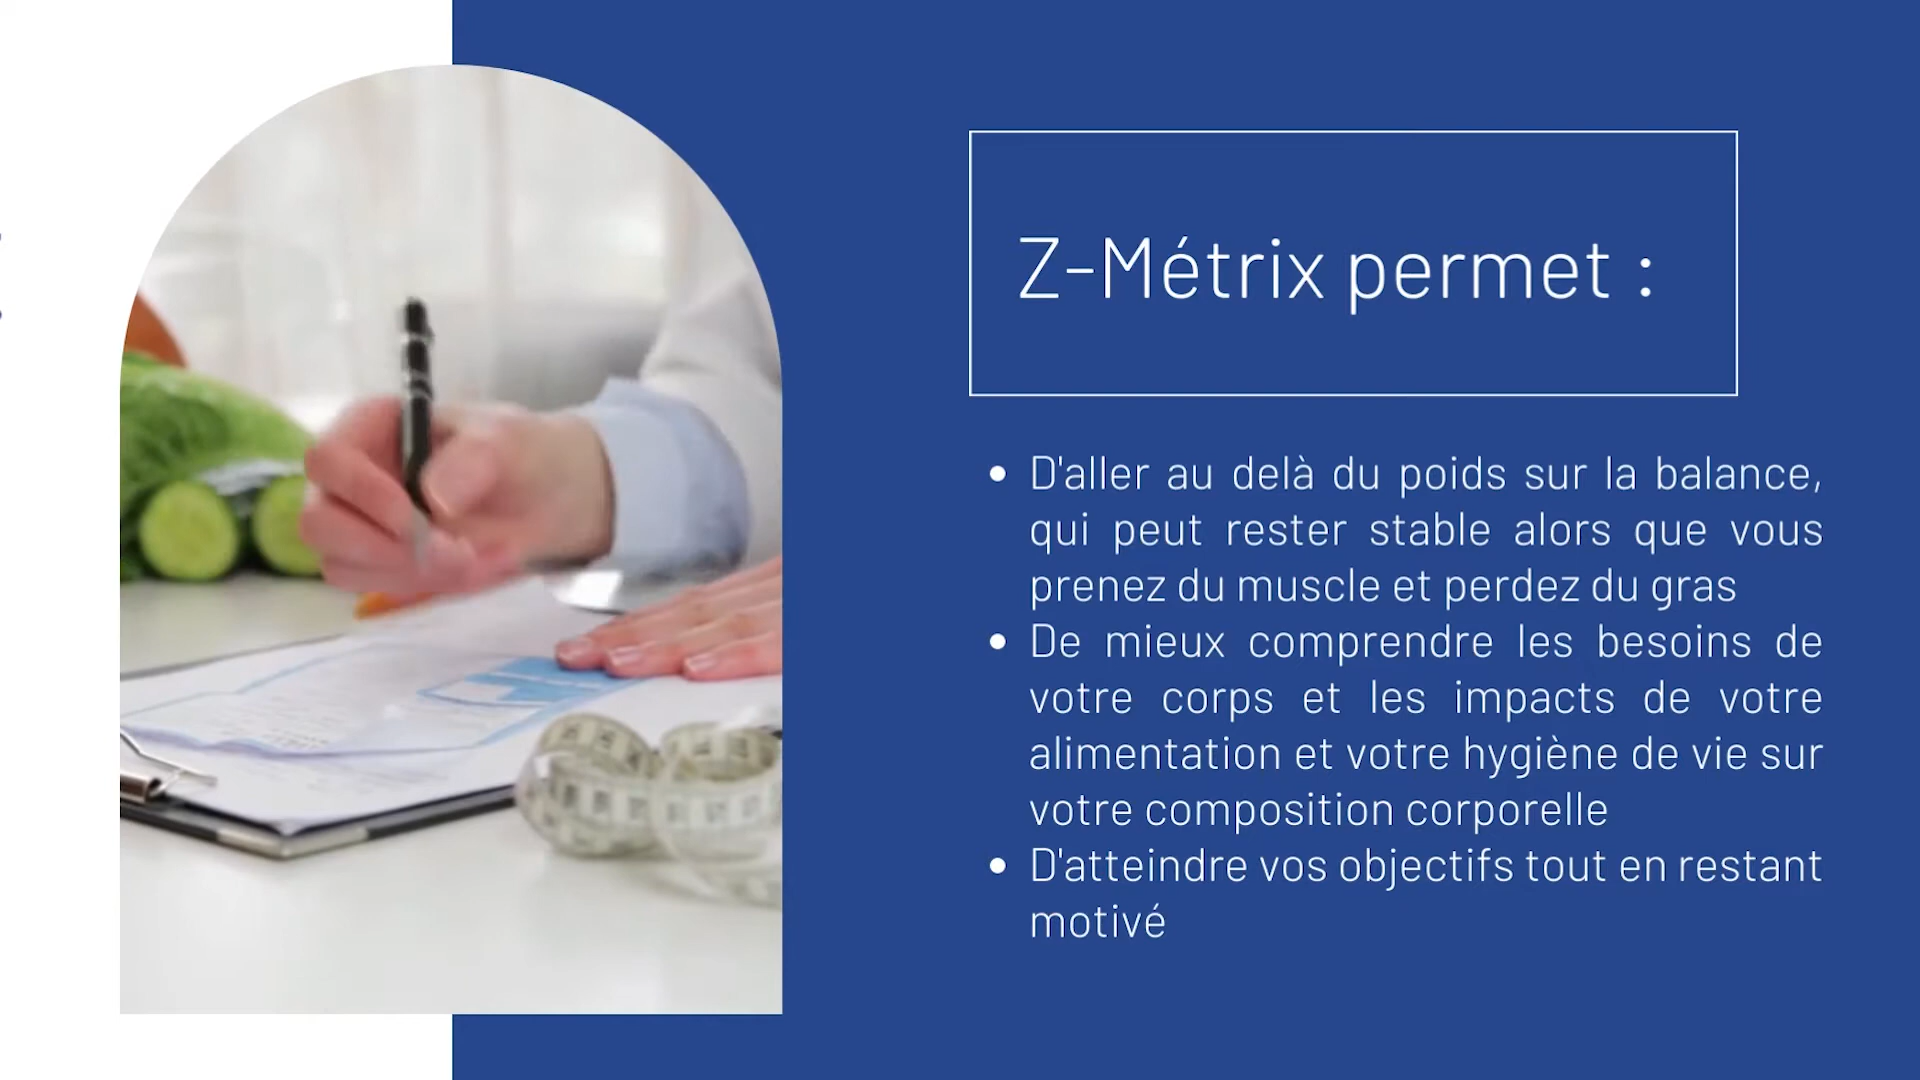 Z-Métrix permet :
D'aller au delà du poids sur la balance,
qui peut rester stable alors que vous
prenez du muscle et perdez du gras
De mieux comprendre les besoins de
votre corps et les impacts de votre
alimentation et votre hygiène de vie sur
votre composition corporelle
D'atteindre vos objectifs tout en restant
motivé